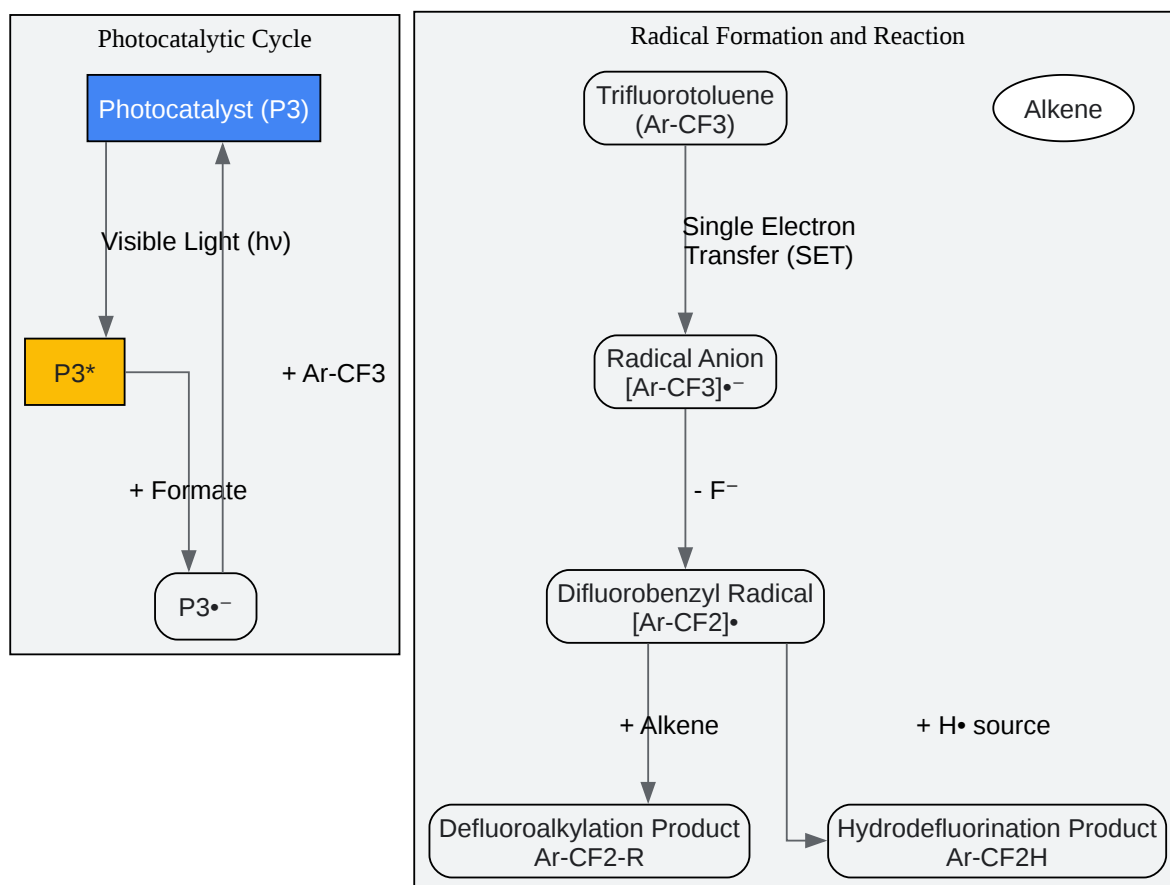 Photocatalytic Cycle
Photocatalyst (P3)
Visible Light (hν)
P3*
+ Ar-CF3
+ Formate
P3•⁻
Radical Formation and Reaction
Trifluorotoluene
(Ar-CF3)
Alkene
Single Electron
Transfer (SET)
Radical Anion
[Ar-CF3]•⁻
- F⁻
Difluorobenzyl Radical
[Ar-CF2]•
+ Alkene
+ H• source
Defluoroalkylation Product
Ar-CF2-R
Hydrodefluorination Product
Ar-CF2H